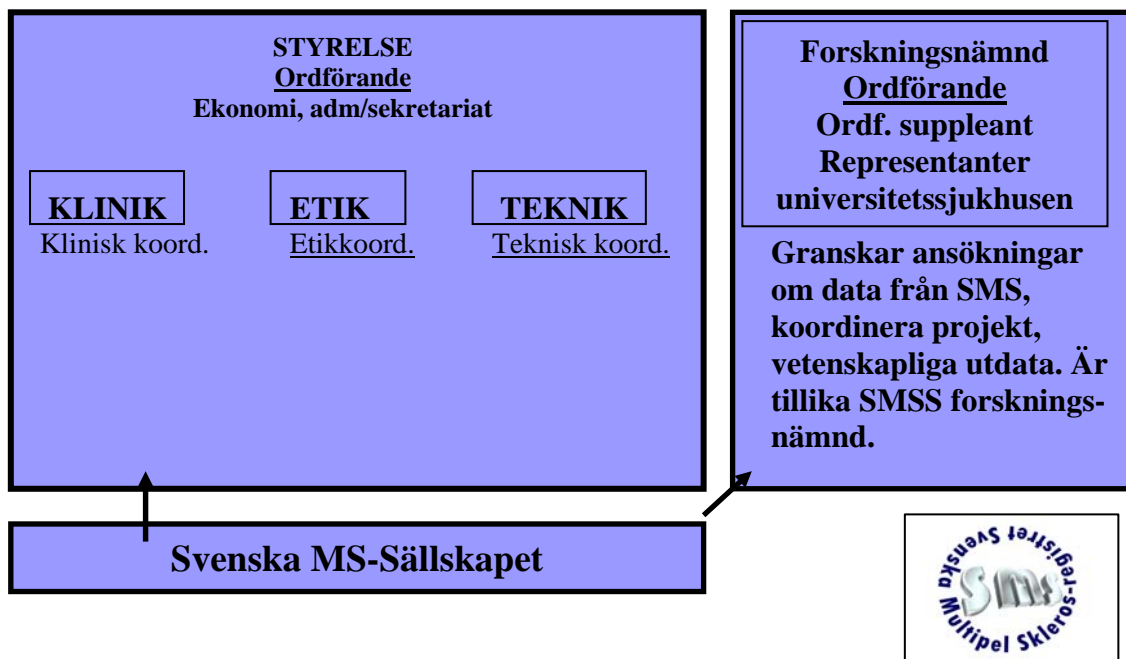 STYRELSE
Ordförande
Ekonomi, adm/sekretariat
KLINIK
Klinisk koord.
ETIK
Etikkoord.
TEKNIK
Teknisk koord.
Forskningsnämnd
Ordförande
Ordf. suppleant
Representanter
universitetssjukhusen
Granskar ansökningar
om data från SMS,
koordinera projekt,
vetenskapliga utdata. Är
tillika SMSS forsknings-
nämnd.
Svenska MS-Sällskapet
Svenska Multipel Skleros-registret
Sms